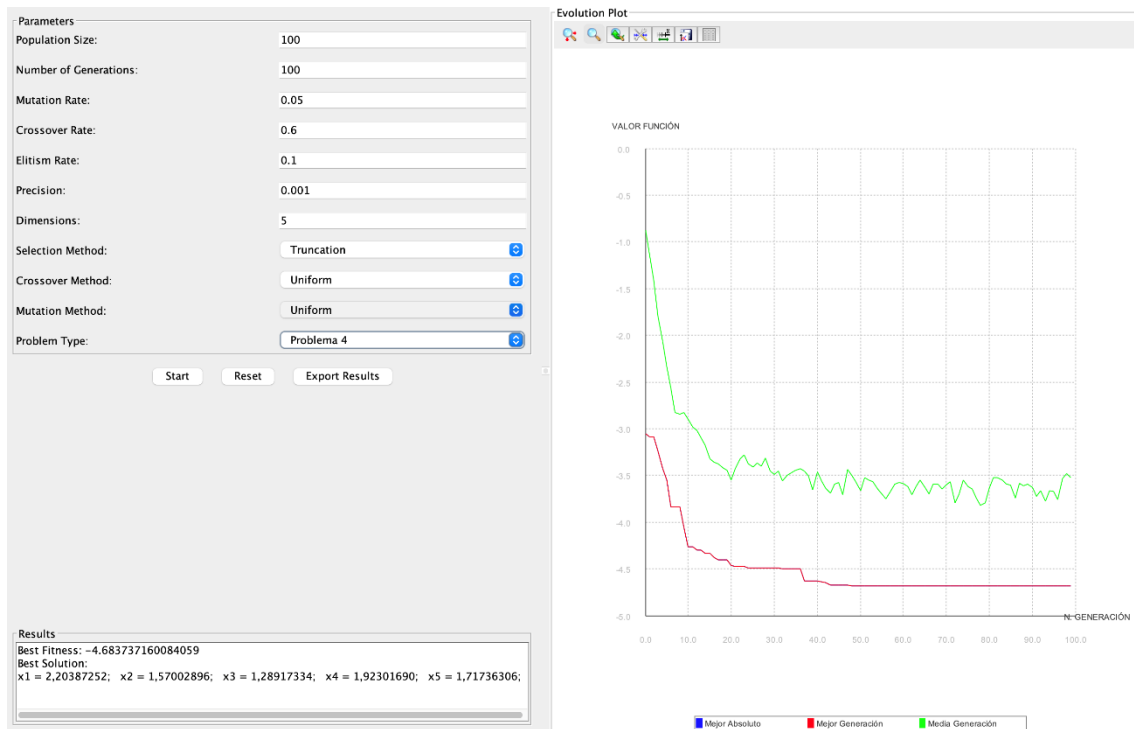 Parameters
Population Size: 100
Number of Generations: 100
Mutation Rate: 0.05
Crossover Rate: 0.6
Elitism Rate: 0.1
Precision: 0.001
Dimensions: 5
Selection Method: Truncation
Crossover Method: Uniform
Mutation Method: Uniform
Problem Type: Problema 4
Start Reset Export Results
Results
Best Fitness: -4.683737160084059
Best Solution:
x1 = 2,20387252; x2 = 1,57002896; x3 = 1,28917334; x4 = 1,92301690; x5 = 1,71736306;
Evolution Plot
VALOR FUNCIÓN
0.0
-0.5
-1.0
-1.5
-2.0
-2.5
-3.0
-3.5
-4.0
-4.5
-5.0
N. GENERACIÓN
0.0 10.0 20.0 30.0 40.0 50.0 60.0 70.0 80.0 90.0 100.0
Mejor Absoluto Mejor Generación Media Generación